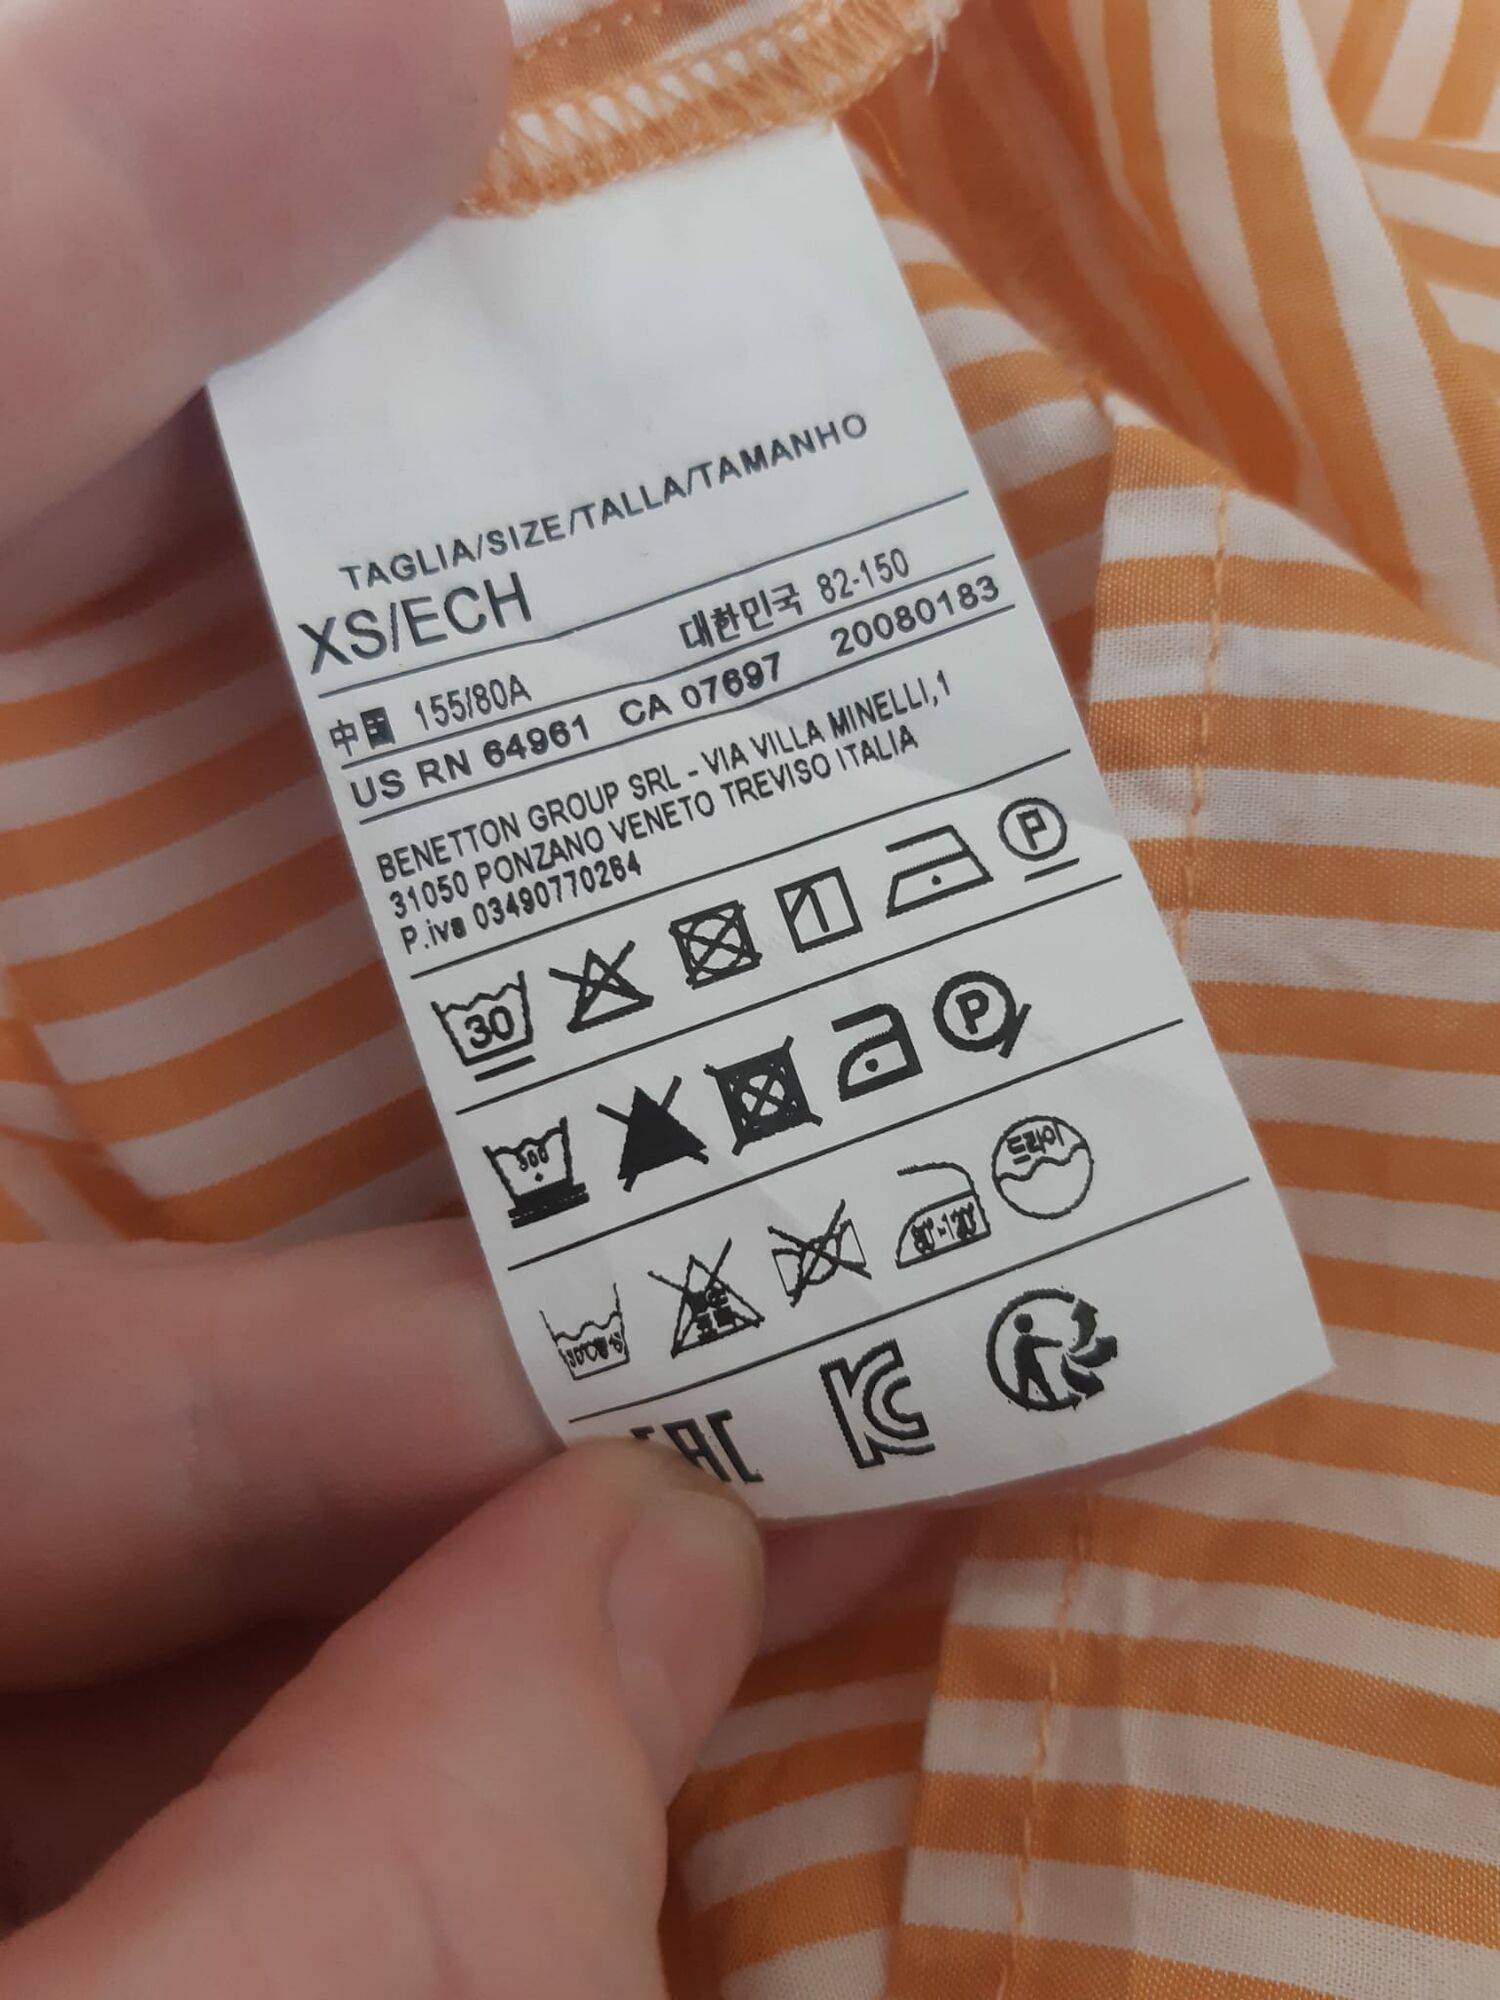 TAGLIA/SIZE/TALLA/TAMANHO
XS/ECH
中国 155/80A 대한민국 82-150
US RN 64961 CA 07697 20080183
BENETTON GROUP SRL - VIA VILLA MINELLI,1
31050 PONZANO VENETO TREVISO ITALIA
P.iva 03490770264
30 P
P
드라이
80°-120°
EAC KC